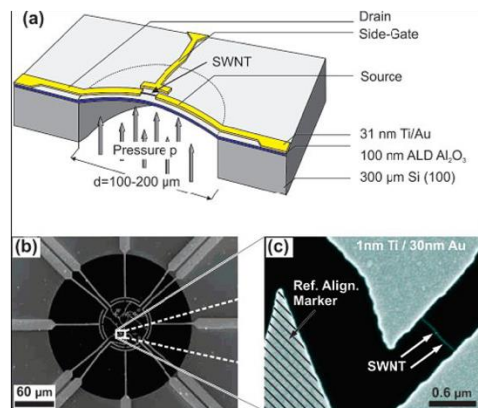 (a)
Drain
Side-Gate
SWNT
Source
Pressure p
d=100-200 µm
31 nm Ti/Au
100 nm ALD Al₂O₃
300 µm Si (100)
(b)
60 µm
(c)
1nm Ti / 30nm Au
Ref. Align.
Marker
SWNT
0.6 µm